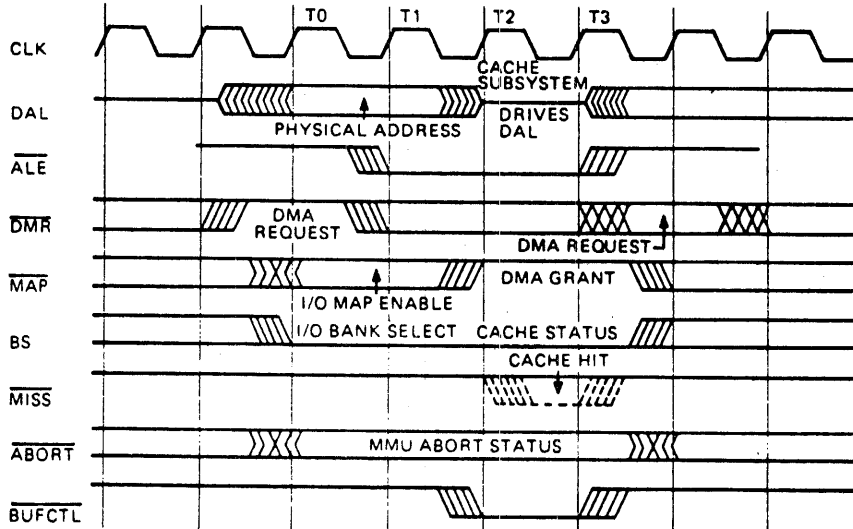 T0 T1 T2 T3
CLK
CACHE
SUBSYSTEM
DAL
PHYSICAL ADDRESS
DRIVES
DAL
ALE
DMR
DMA
REQUEST
DMA REQUEST
MAP
DMA GRANT
I/O MAP ENABLE
BS
I/O BANK SELECT
CACHE STATUS
CACHE HIT
MISS
ABORT
MMU ABORT STATUS
BUFCTL